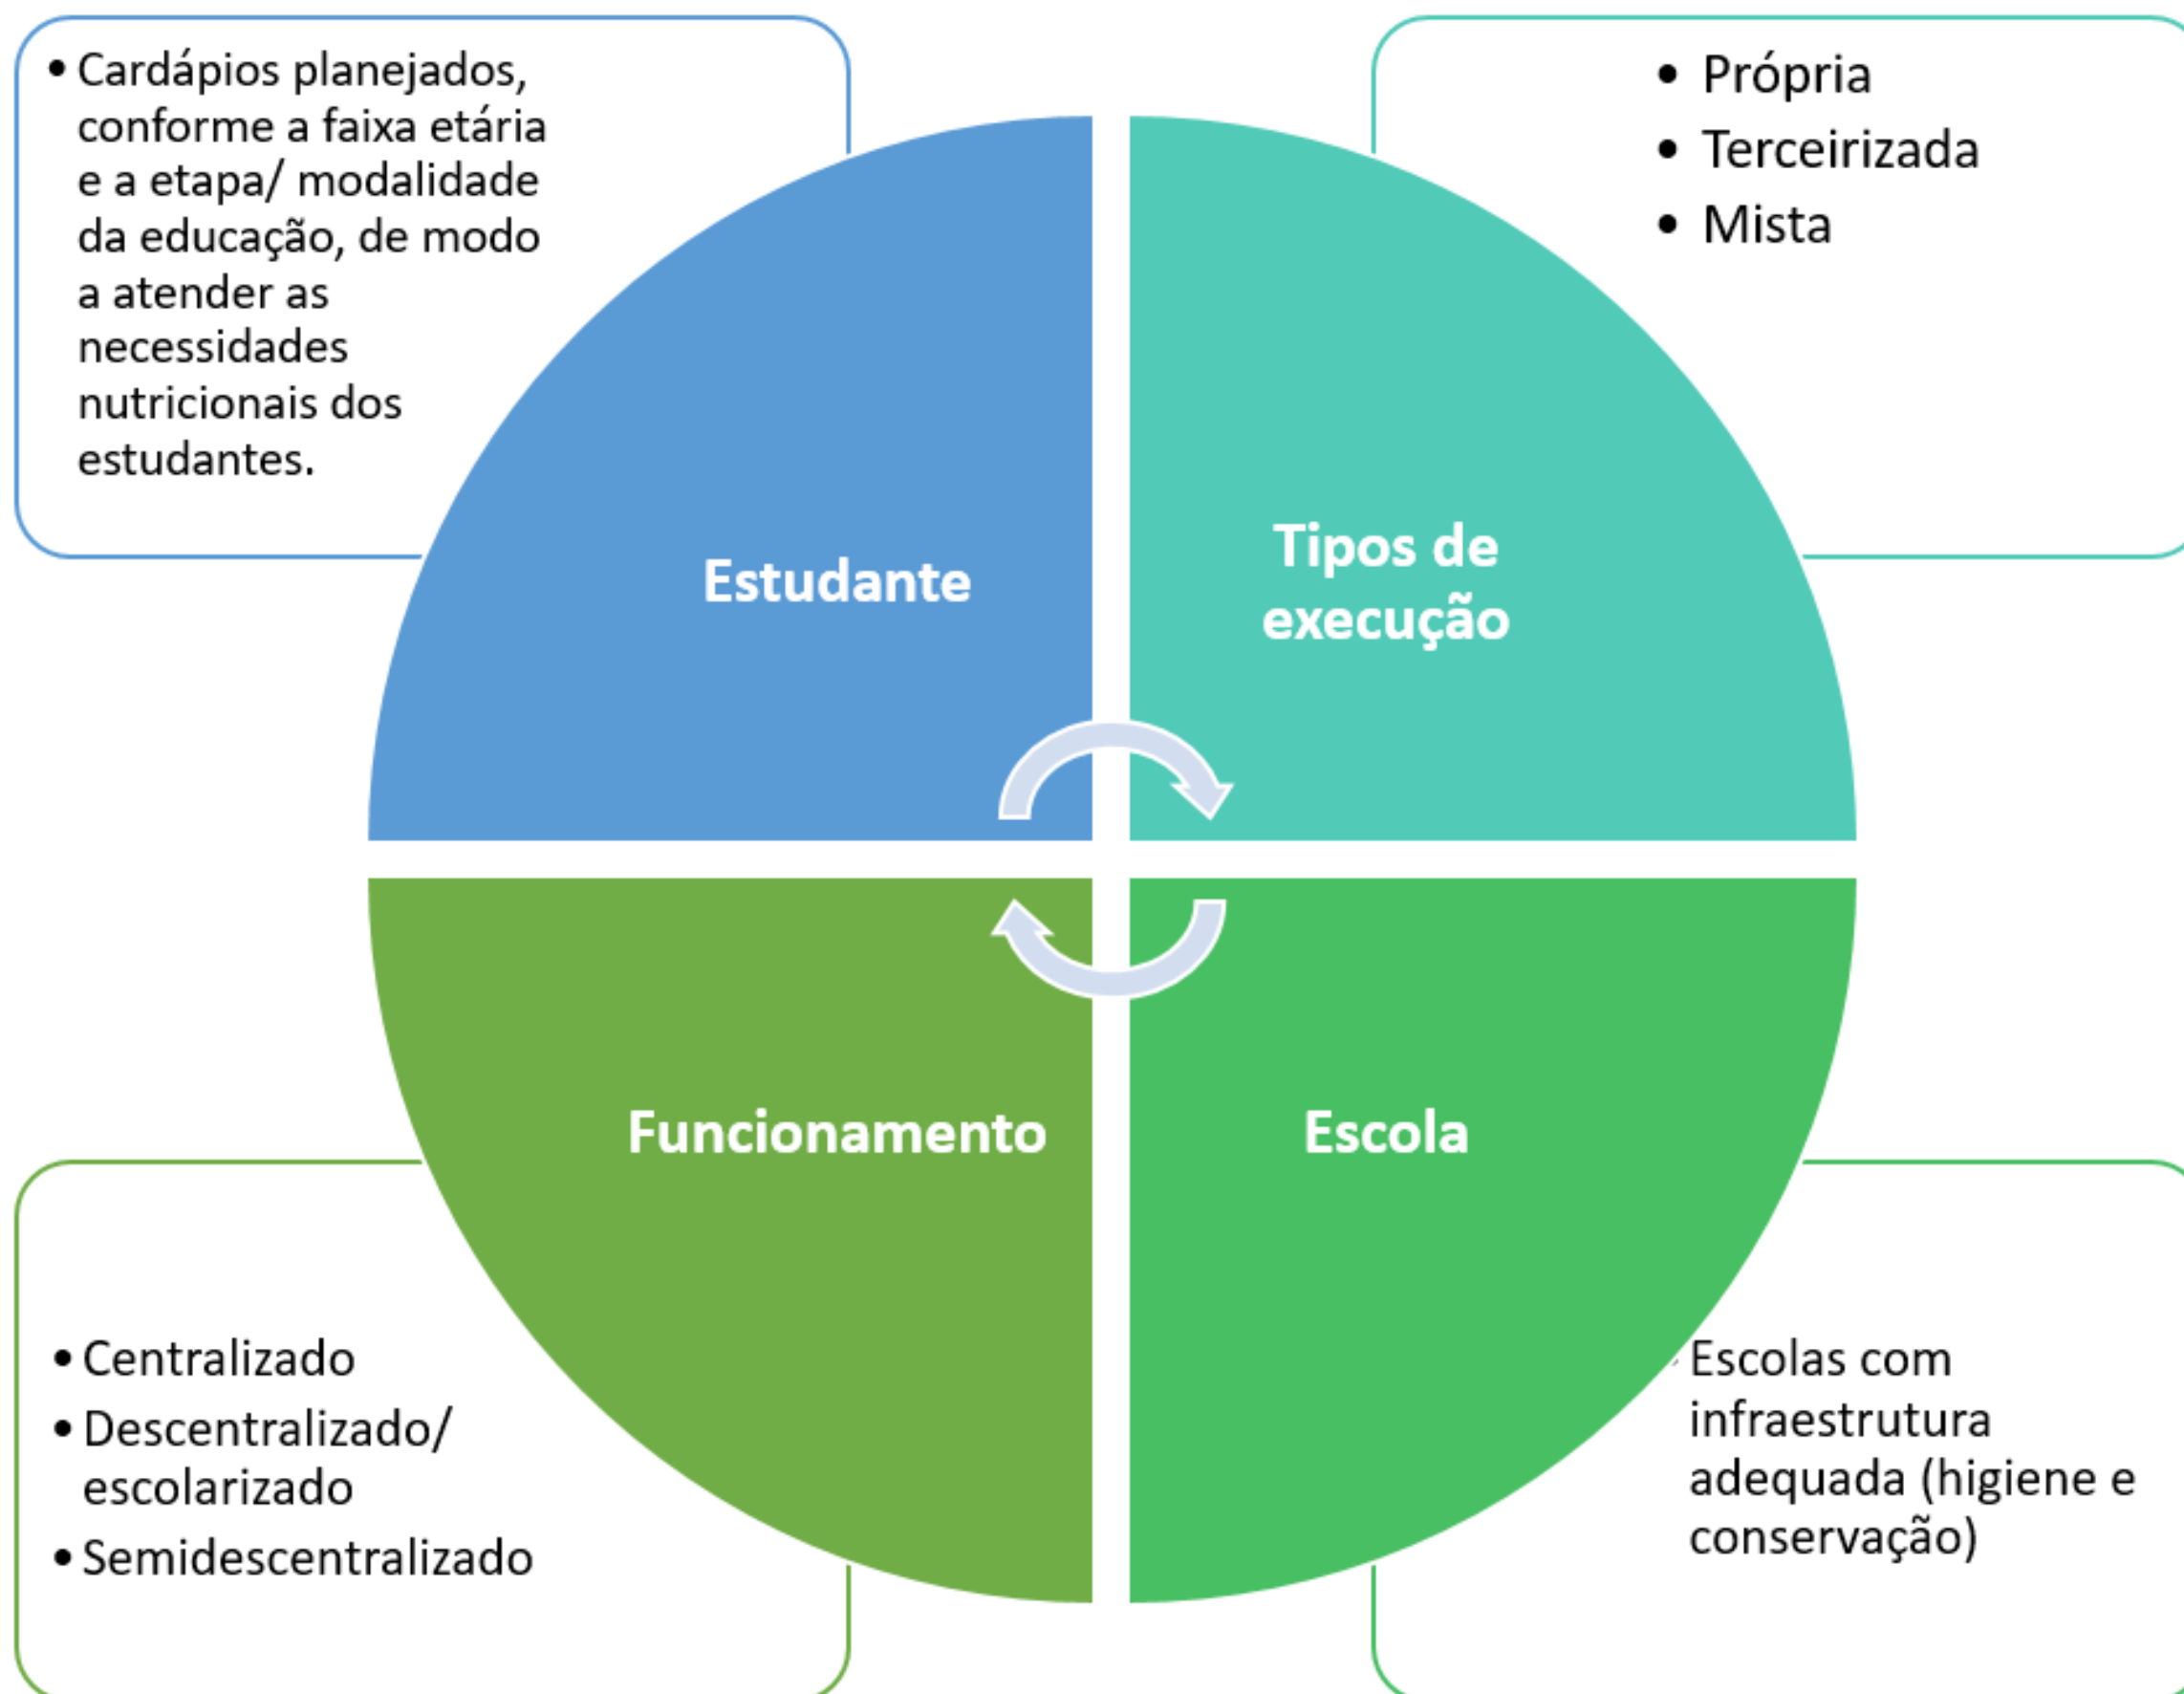 • Cardápios planejados,
conforme a faixa etária
e a etapa/ modalidade
da educação, de modo
a atender as
necessidades
nutricionais dos
estudantes.
• Própria
• Terceirizada
• Mista
Estudante
Tipos de
execução
Funcionamento
Escola
• Centralizado
• Descentralizado/
escolarizado
• Semidescentralizado
Escolas com
infraestrutura
adequada (higiene e
conservação)